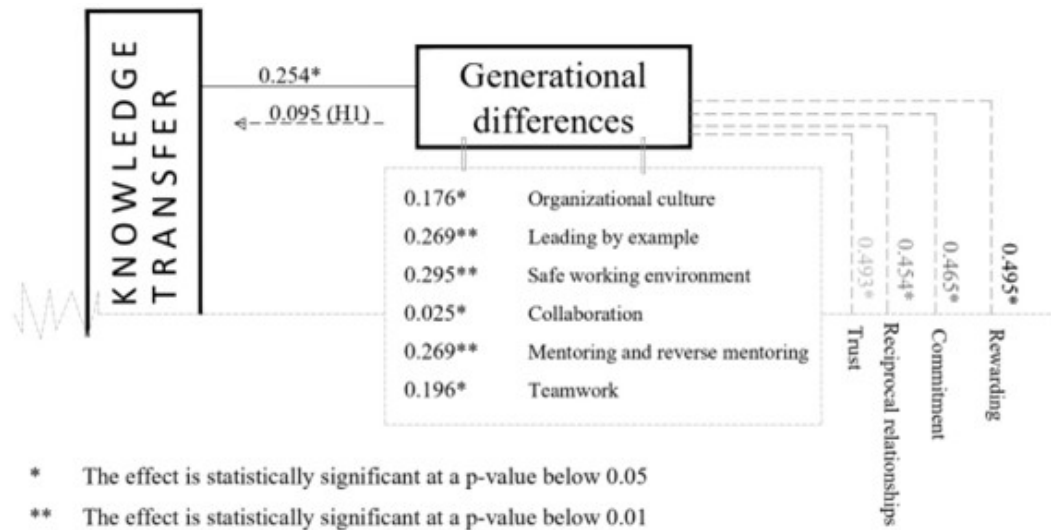 KNOWLEDGE
TRANSFER
0.254*
0.095 (H1)
Generational
differences
0.176* Organizational culture
0.269** Leading by example
0.295** Safe working environment
0.025* Collaboration
0.269** Mentoring and reverse mentoring
0.196* Teamwork
0.493*
0.454*
0.465*
0.495*
Trust
Reciprocal relationships
Commitment
Rewarding
* The effect is statistically significant at a p-value below 0.05
** The effect is statistically significant at a p-value below 0.01